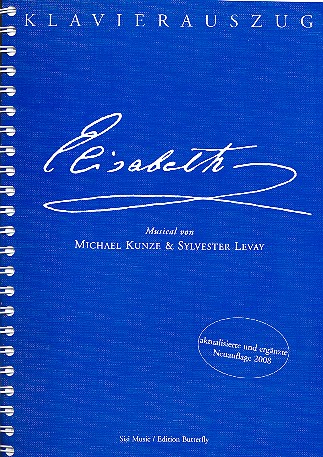 KLAVIERAUSZUG
Elisabeth
Musical von
MICHAEL KUNZE & SYLVESTER LEVAY
aktualisierte und ergänzte
Neuauflage 2008
Sisi Music / Edition Butterfly